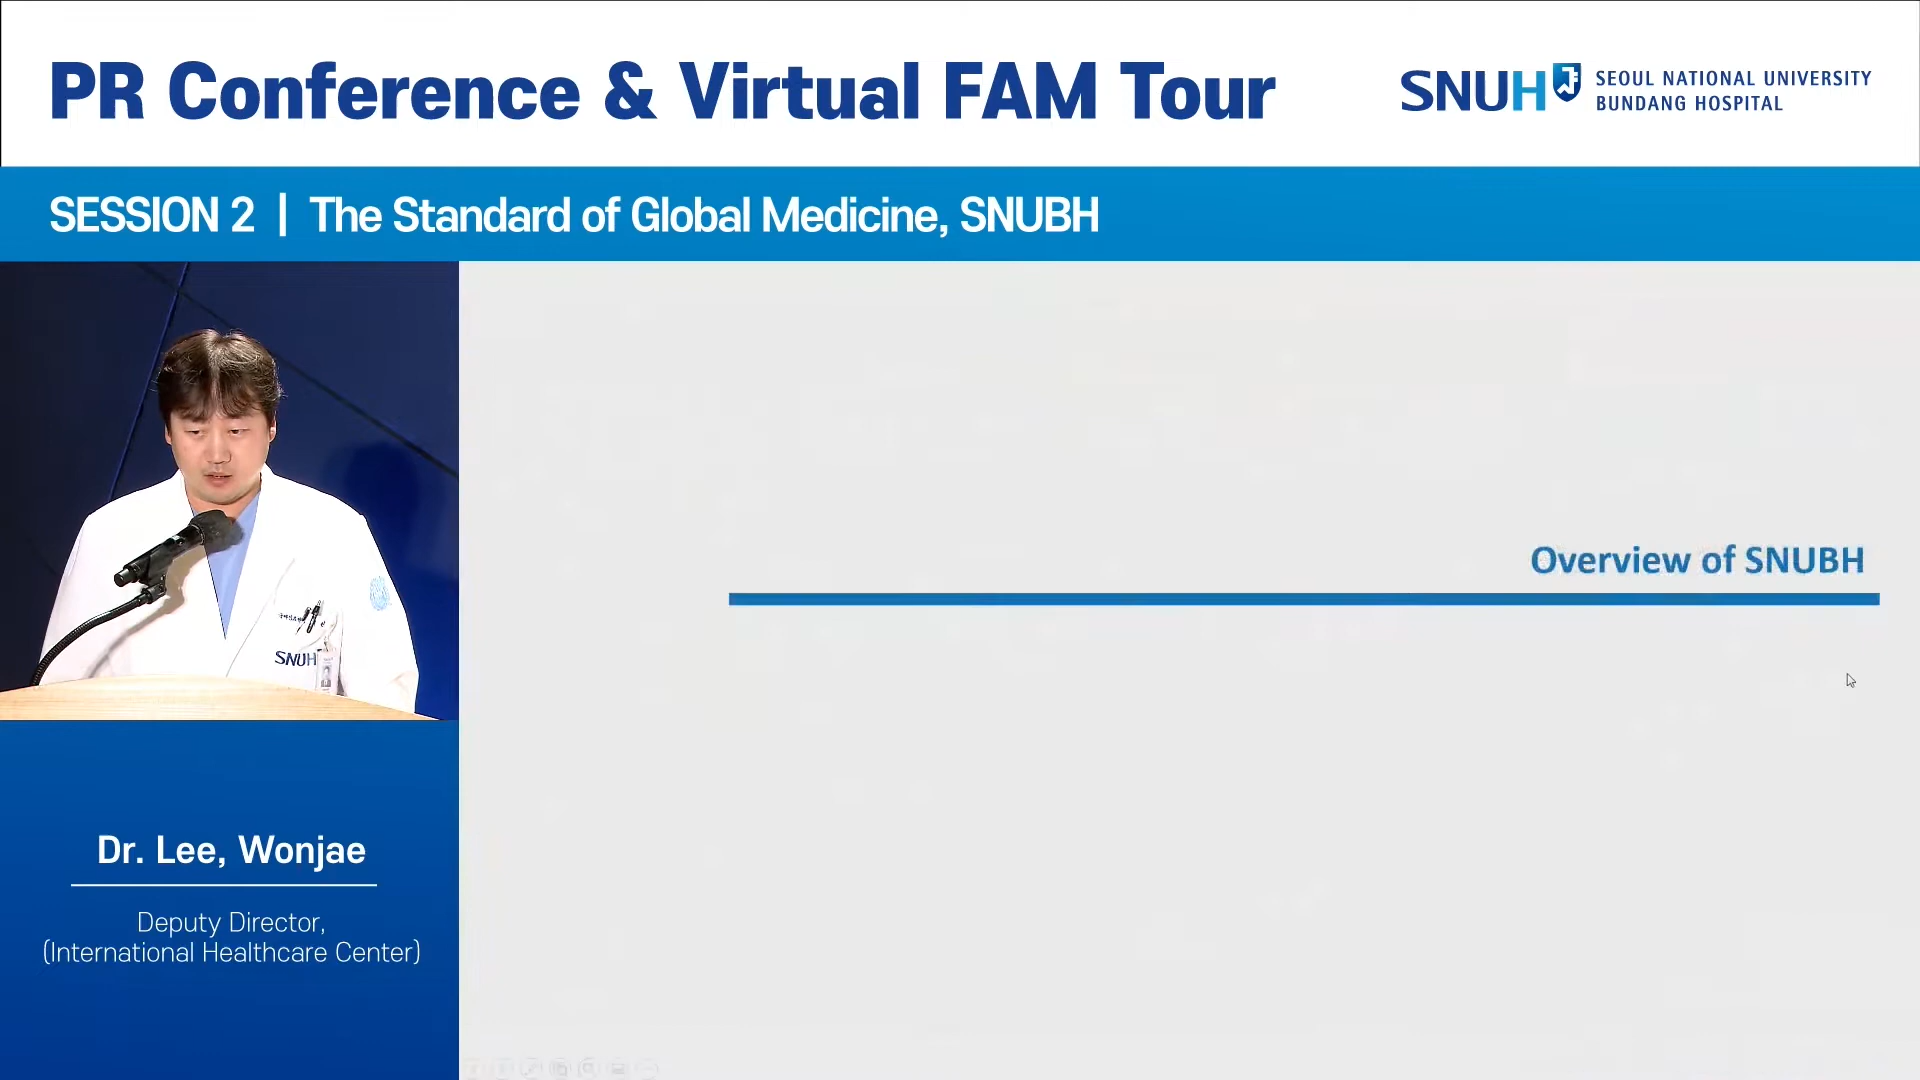 PR Conference & Virtual FAM Tour
SNUH
SEOUL NATIONAL UNIVERSITY
BUNDANG HOSPITAL
SESSION 2 | The Standard of Global Medicine, SNUBH
Overview of SNUBH
SNUH
Dr. Lee, Wonjae
Deputy Director,
(International Healthcare Center)